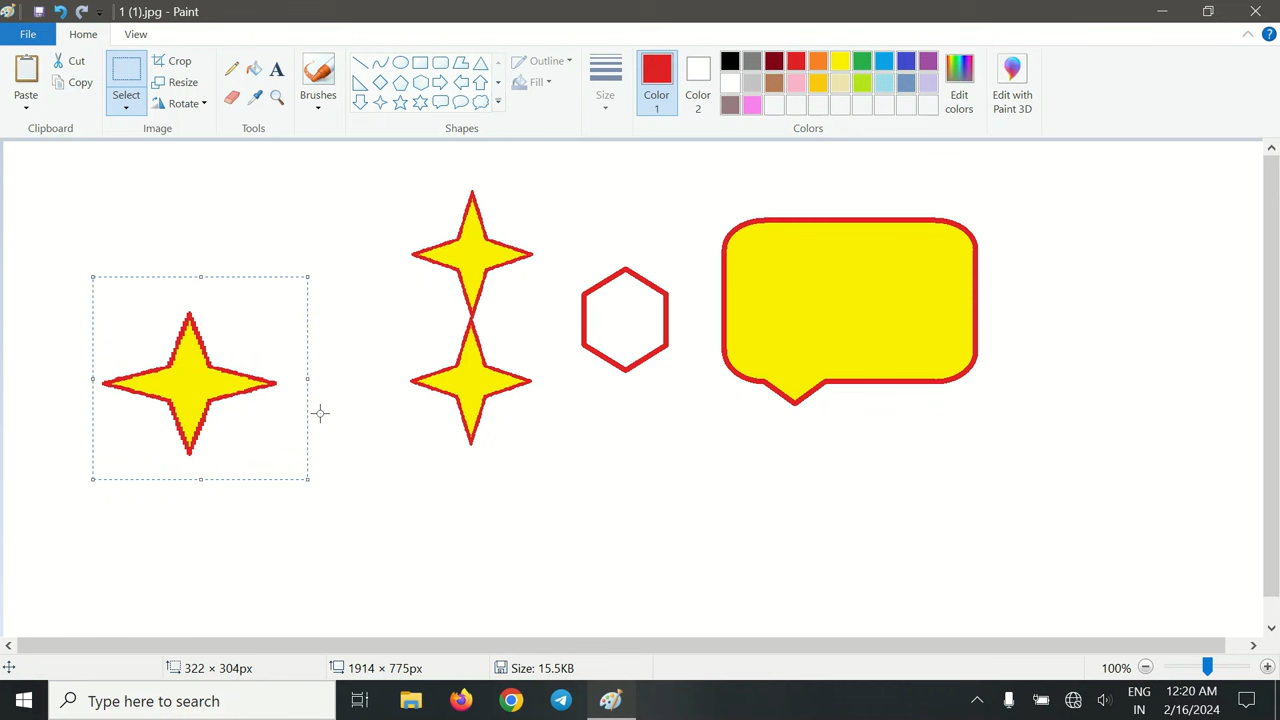 1 (1).jpg - Paint
File Home View
Paste Cut Copy
Select Crop Resize Rotate
A
Brushes
Outline Fill
Size
Color 1 Color 2
Edit colors
Edit with Paint 3D
Clipboard Image Tools Shapes Colors
322 × 304px 1914 × 775px Size: 15.5KB 100%
Type here to search
ENG IN
12:20 AM
2/16/2024